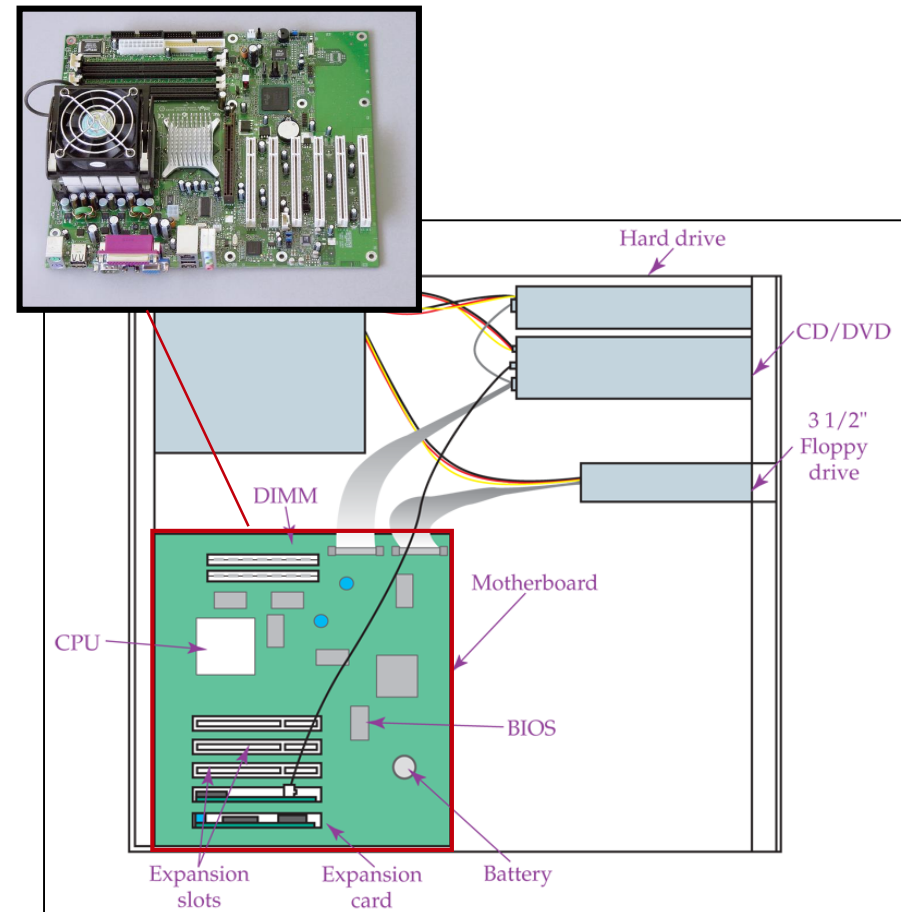 Hard drive
CD/DVD
3 1/2"
Floppy
drive
DIMM
Motherboard
CPU
BIOS
Expansion
slots
Expansion
card
Battery